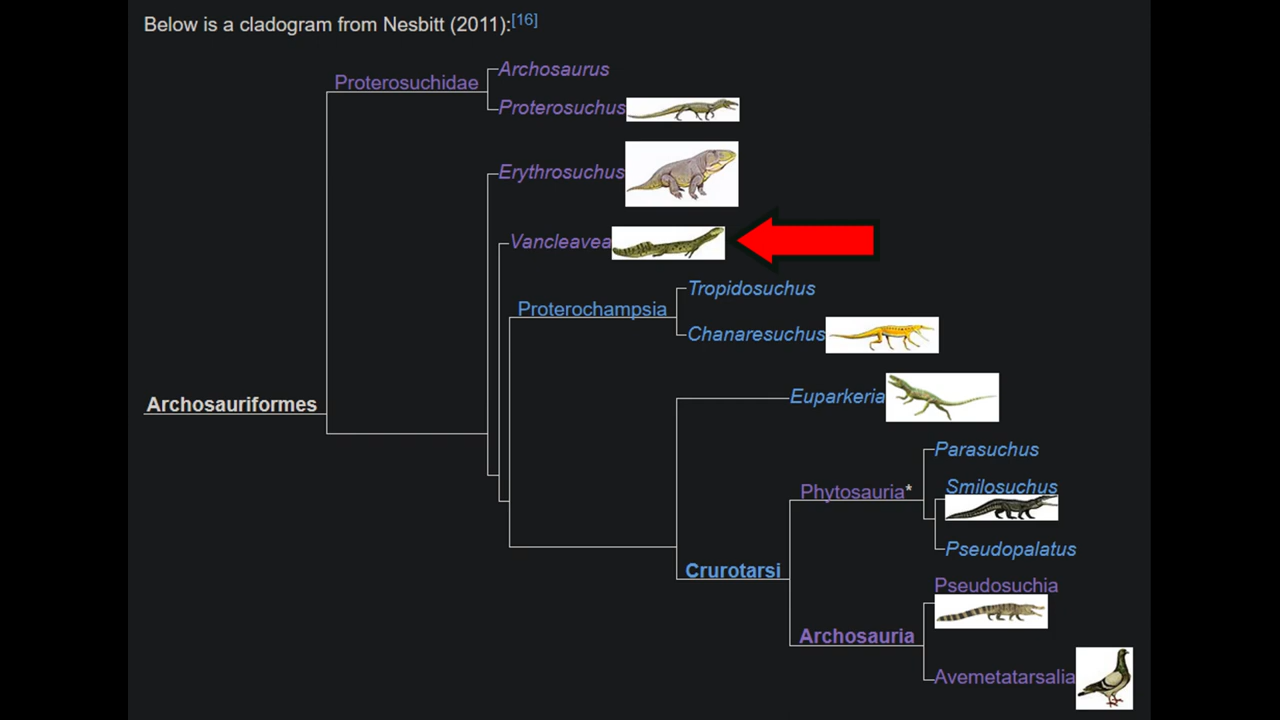 Below is a cladogram from Nesbitt (2011):[16]
Proterosuchidae
Archosaurus
Proterosuchus
Erythrosuchus
Vancleavea
Proterochampsia
Tropidosuchus
Chanaresuchus
Archosauriformes
Euparkeria
Parasuchus
Phytosauria*
Smilosuchus
Pseudopalatus
Crurotarsi
Pseudosuchia
Archosauria
Avemetatarsalia